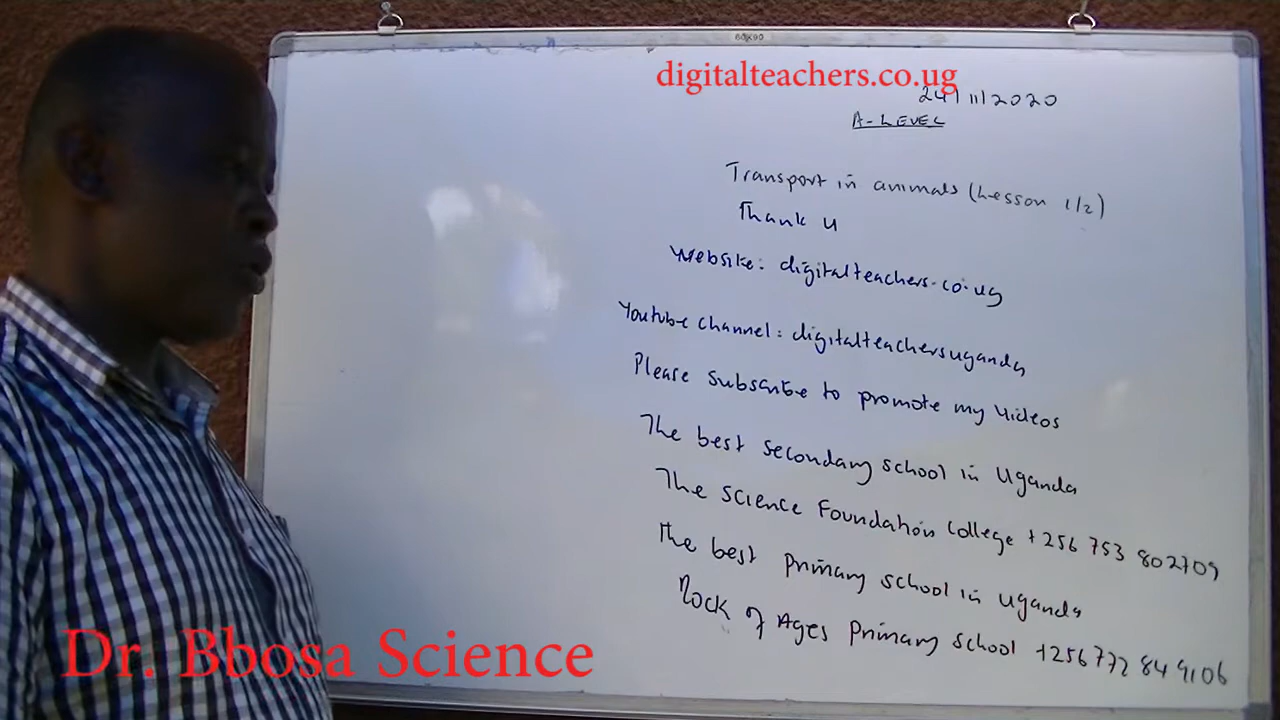 digitalteachers.co.ug
24/11/2020
A-LEVEL
Transport in animals (Lesson 1/2)
Thank u
Website: digitalteachers.co.ug
Youtube channel: digitalteachersuganda
Please subscribe to promote my videos
The best secondary school in Uganda
The Science Foundation College +256 753 802709
The best primary school in Uganda
Rock of Ages Primary school +256772 849106
Dr. Bbosa Science